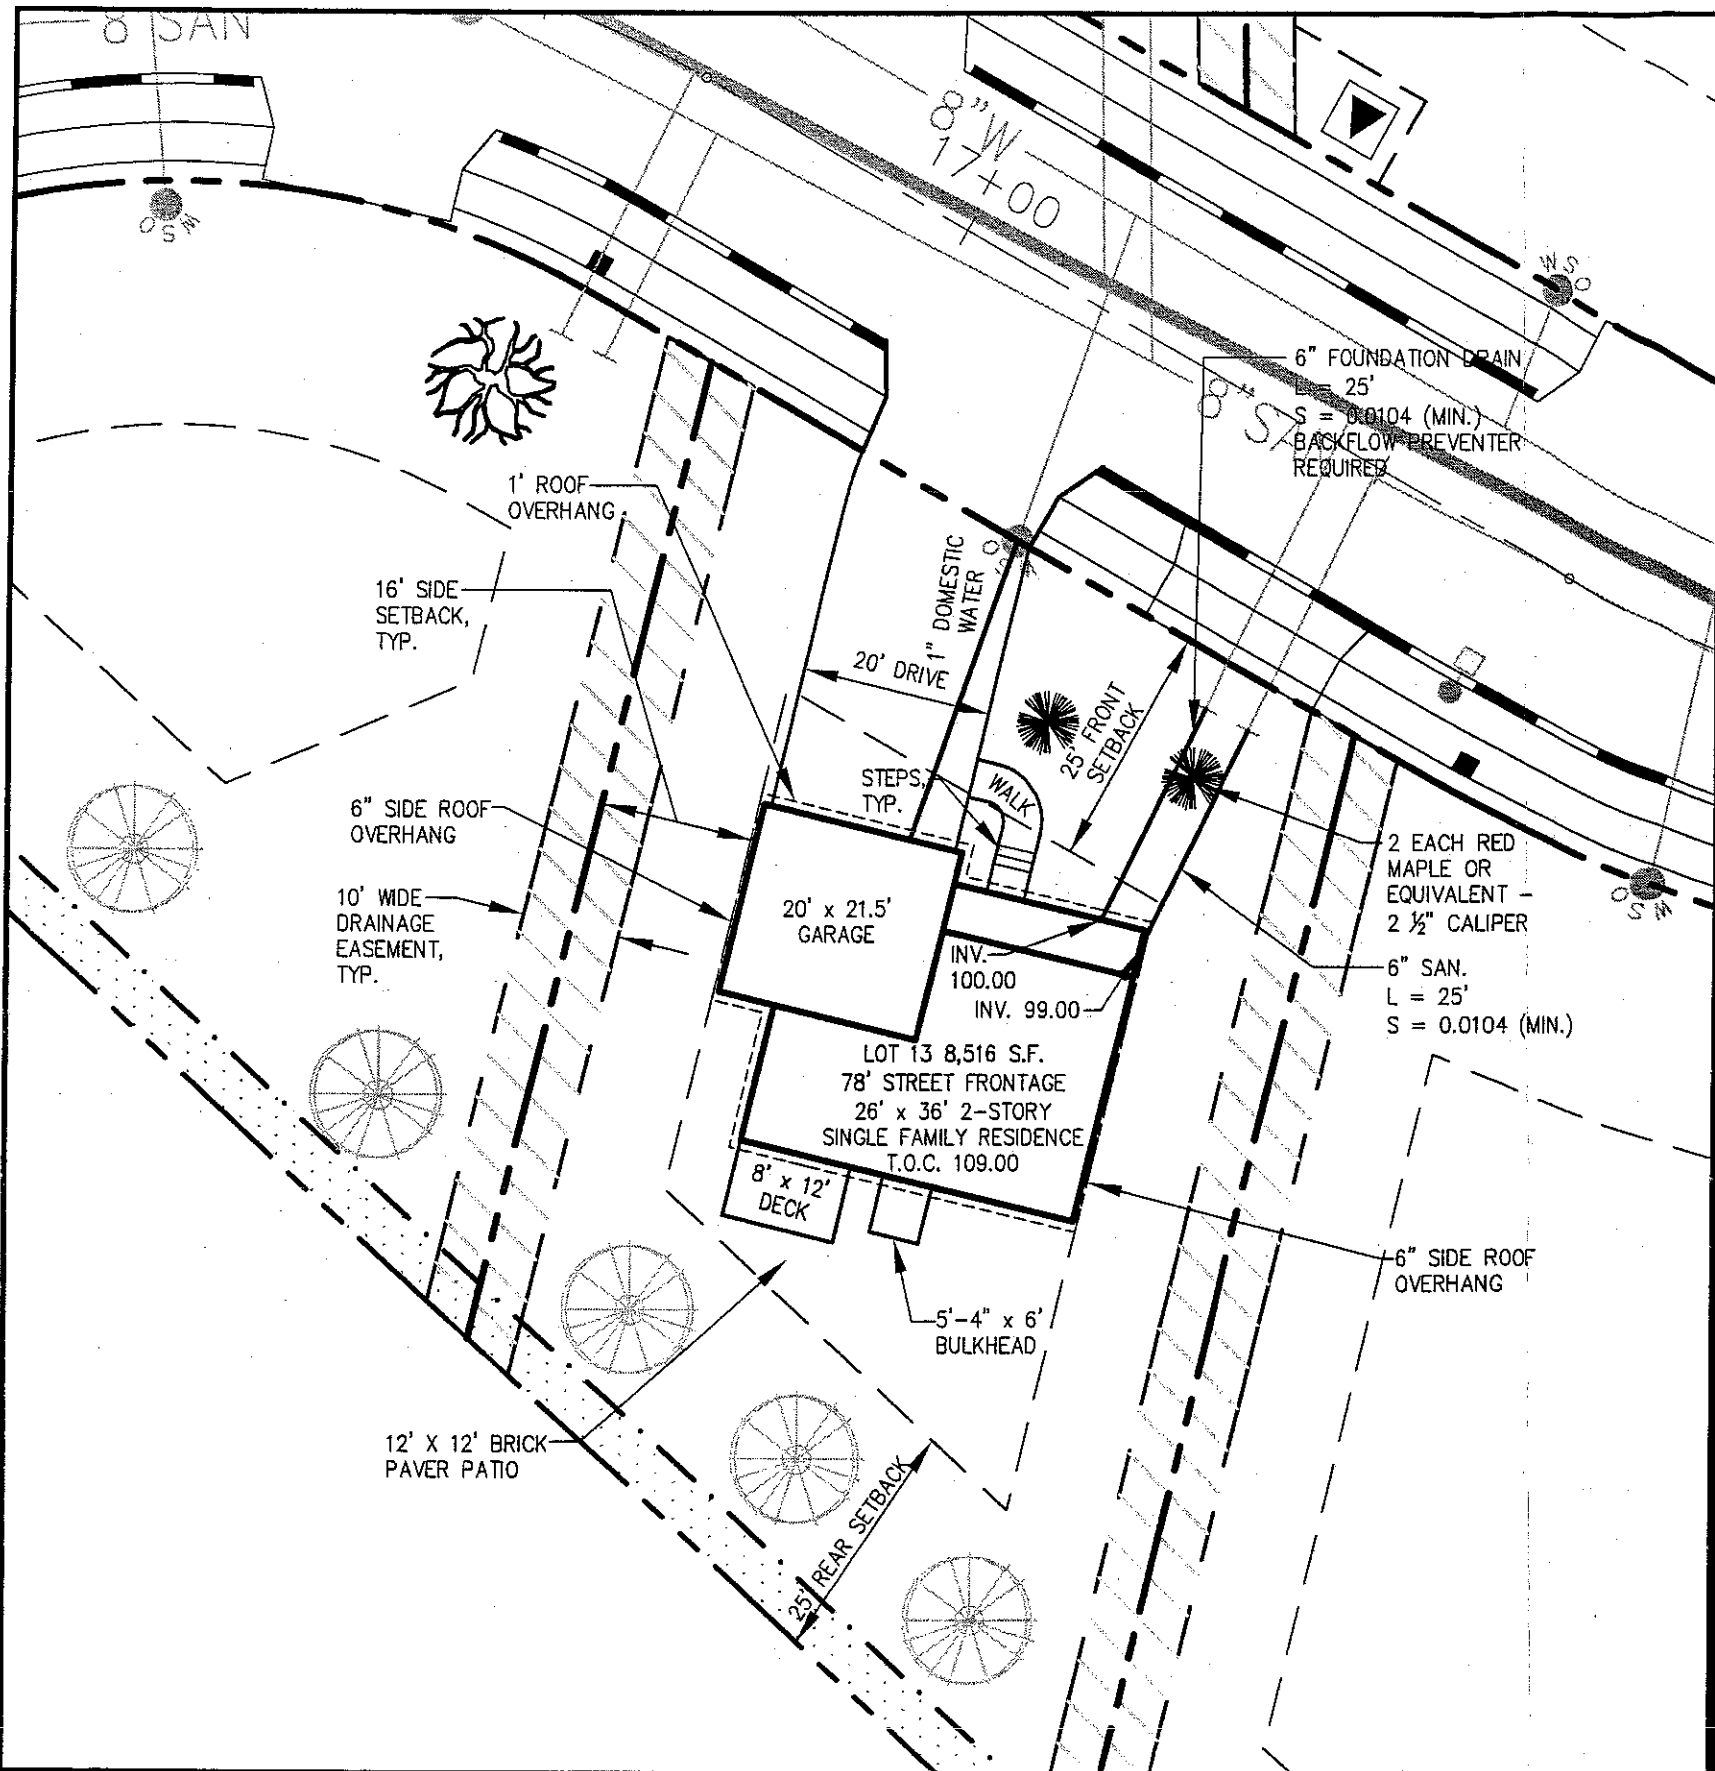 8 SAN
8"W
17+00
WSO
WSO
6" FOUNDATION DRAIN
L = 25'
S = 0.0104 (MIN.)
BACKFLOW PREVENTER
REQUIRED
1' ROOF
OVERHANG
16' SIDE
SETBACK,
TYP.
1" DOMESTIC
WATER
20' DRIVE
25' FRONT
SETBACK
STEPS,
TYP.
WALK
6" SIDE ROOF
OVERHANG
2 EACH RED
MAPLE OR
EQUIVALENT -
2 ½" CALIPER
WSO
10' WIDE
DRAINAGE
EASEMENT,
TYP.
20' x 21.5'
GARAGE
INV.
100.00
INV. 99.00
6" SAN.
L = 25'
S = 0.0104 (MIN.)
LOT 13 8,516 S.F.
78' STREET FRONTAGE
26' x 36' 2-STORY
SINGLE FAMILY RESIDENCE
T.O.C. 109.00
8' x 12'
DECK
6" SIDE ROOF
OVERHANG
5'-4" x 6'
BULKHEAD
12' X 12' BRICK
PAVER PATIO
25' REAR SETBACK